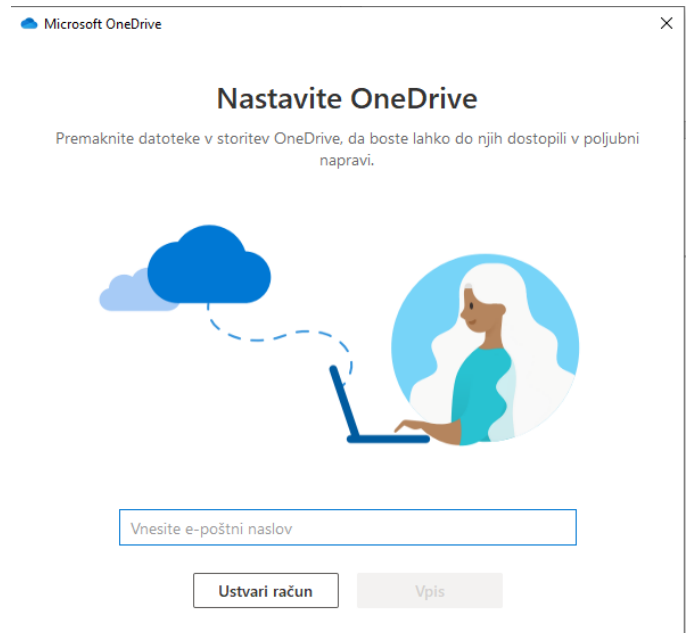 Microsoft OneDrive
Nastavite OneDrive
Premaknite datoteke v storitev OneDrive, da boste lahko do njih dostopili v poljubni
napravi.
Vnesite e-poštni naslov
Ustvari račun
Vpis